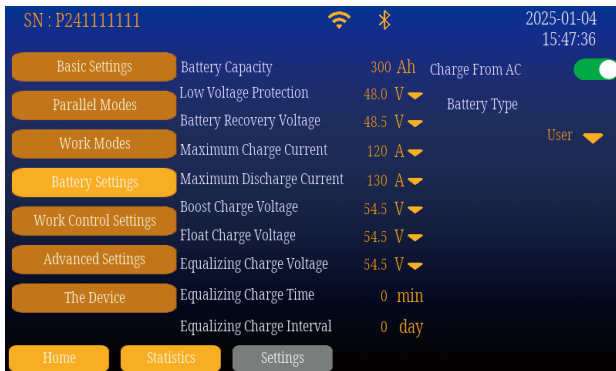 SN : P241111111
2025-01-04
15:47:36
Basic Settings
Parallel Modes
Work Modes
Battery Settings
Work Control Settings
Advanced Settings
The Device
Battery Capacity 300 Ah
Low Voltage Protection 48.0 V
Battery Recovery Voltage 48.5 V
Maximum Charge Current 120 A
Maximum Discharge Current 130 A
Boost Charge Voltage 54.5 V
Float Charge Voltage 54.5 V
Equalizing Charge Voltage 54.5 V
Equalizing Charge Time 0 min
Equalizing Charge Interval 0 day
Charge From AC
Battery Type
User
Home Statistics Settings